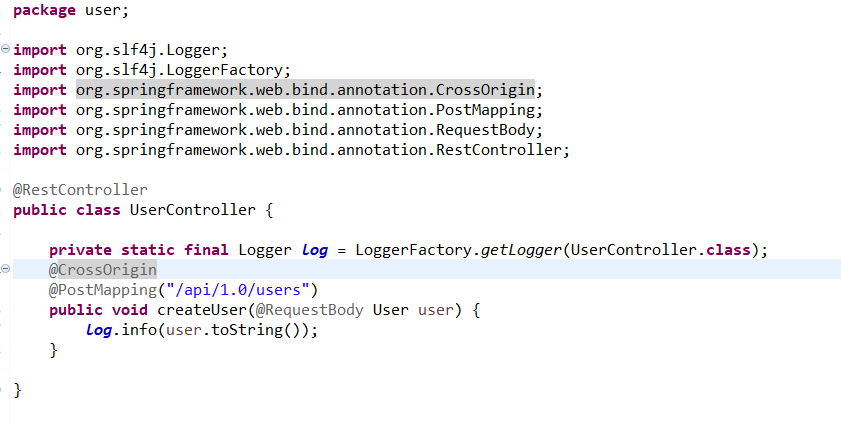 package user;
import org.slf4j.Logger;
import org.slf4j.LoggerFactory;
import org.springframework.web.bind.annotation.CrossOrigin;
import org.springframework.web.bind.annotation.PostMapping;
import org.springframework.web.bind.annotation.RequestBody;
import org.springframework.web.bind.annotation.RestController;
@RestController
public class UserController {
private static final Logger log = LoggerFactory.getLogger(UserController.class);
@CrossOrigin
@PostMapping("/api/1.0/users")
public void createUser(@RequestBody User user) {
log.info(user.toString());
}
}